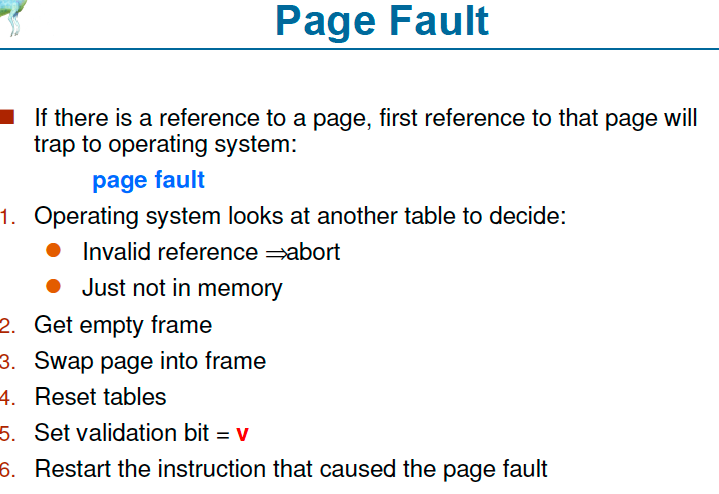 Page Fault
If there is a reference to a page, first reference to that page will
trap to operating system:
page fault
1. Operating system looks at another table to decide:
Invalid reference ⇒abort
Just not in memory
2. Get empty frame
3. Swap page into frame
4. Reset tables
5. Set validation bit = v
6. Restart the instruction that caused the page fault